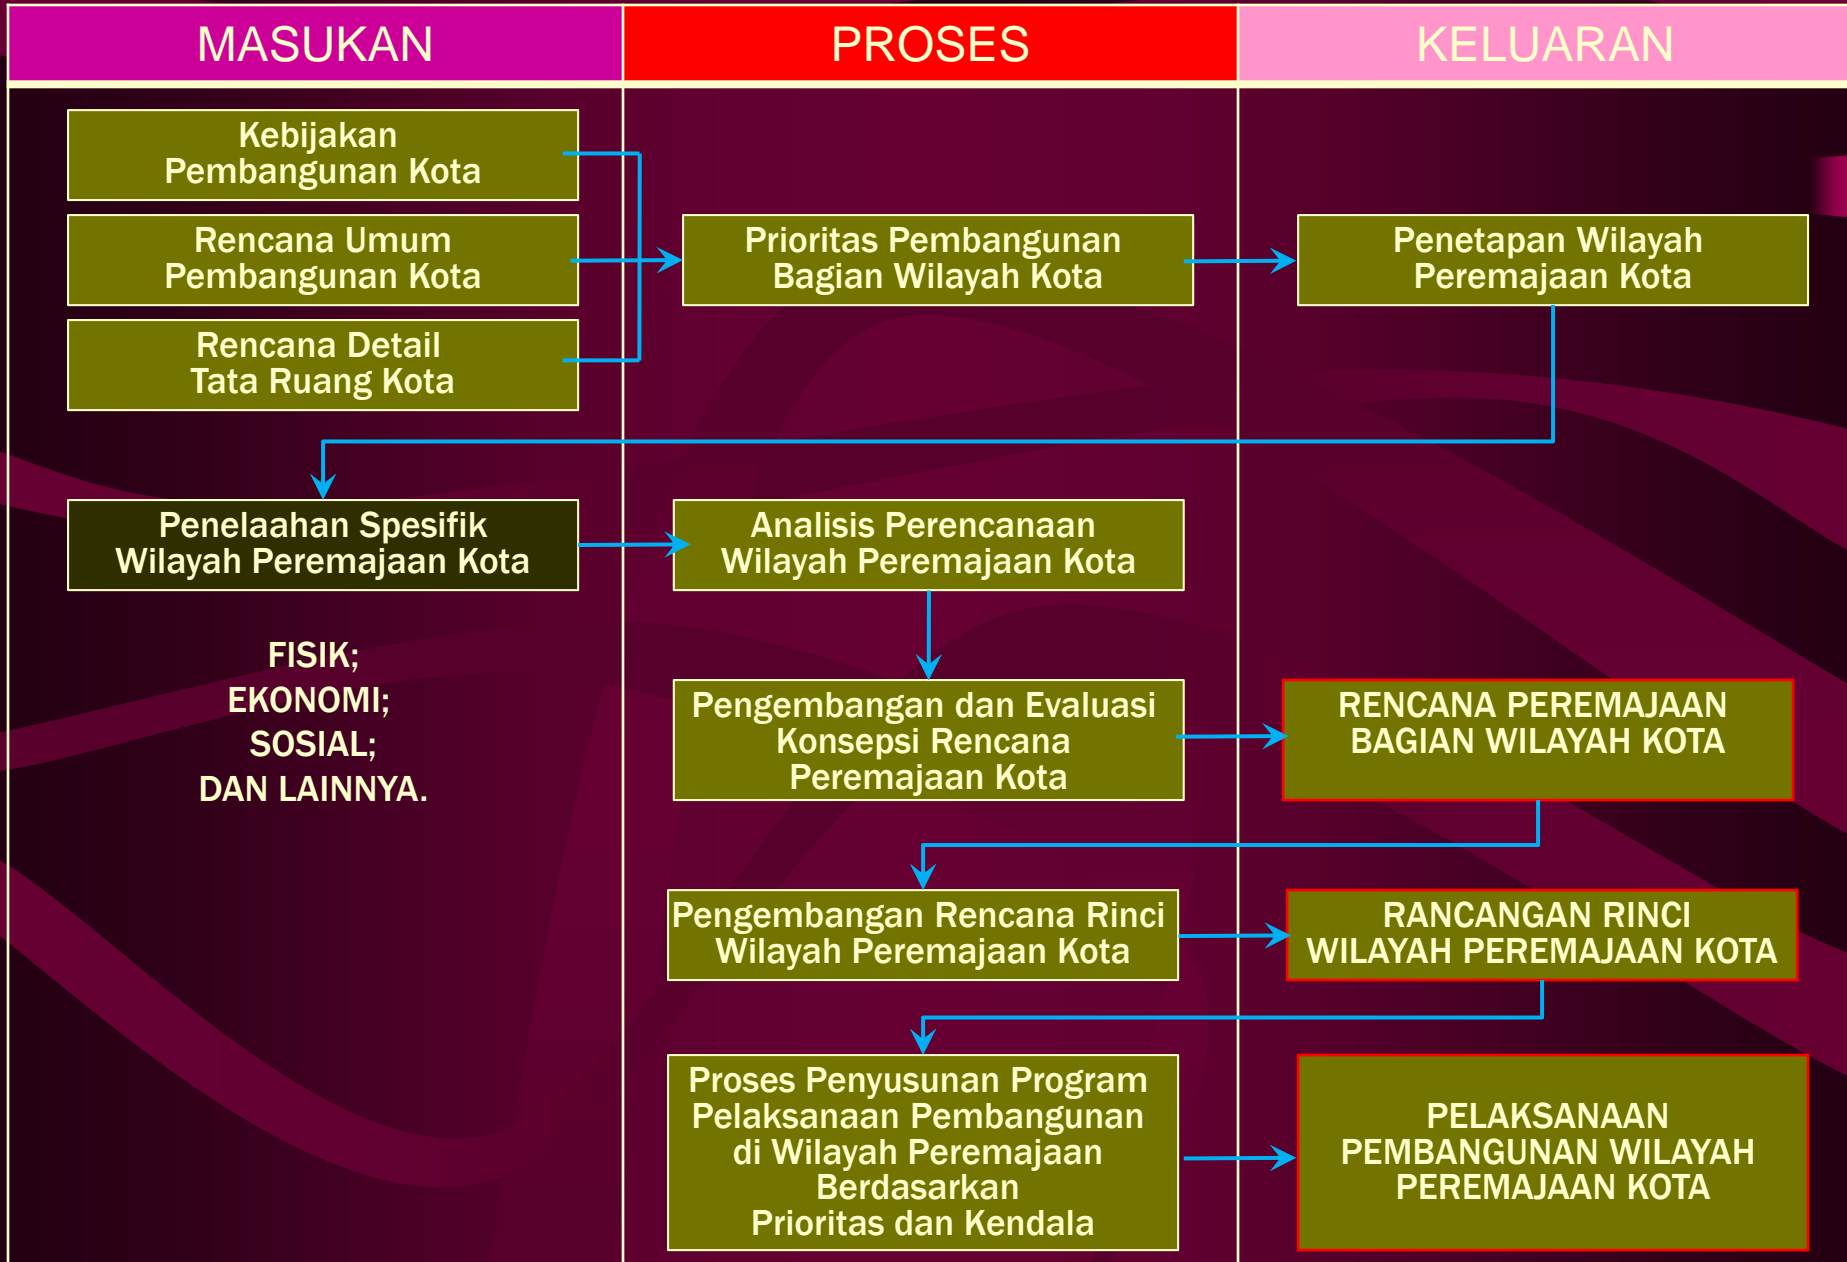 MASUKAN
PROSES
KELUARAN
Kebijakan
Pembangunan Kota
Rencana Umum
Pembangunan Kota
Rencana Detail
Tata Ruang Kota
Prioritas Pembangunan
Bagian Wilayah Kota
Penetapan Wilayah
Peremajaan Kota
Penelaahan Spesifik
Wilayah Peremajaan Kota
FISIK;
EKONOMI;
SOSIAL;
DAN LAINNYA.
Analisis Perencanaan
Wilayah Peremajaan Kota
Pengembangan dan Evaluasi
Konsepsi Rencana
Peremajaan Kota
RENCANA PEREMAJAAN
BAGIAN WILAYAH KOTA
Pengembangan Rencana Rinci
Wilayah Peremajaan Kota
RANCANGAN RINCI
WILAYAH PEREMAJAAN KOTA
Proses Penyusunan Program
Pelaksanaan Pembangunan
di Wilayah Peremajaan
Berdasarkan
Prioritas dan Kendala
PELAKSANAAN
PEMBANGUNAN WILAYAH
PEREMAJAAN KOTA